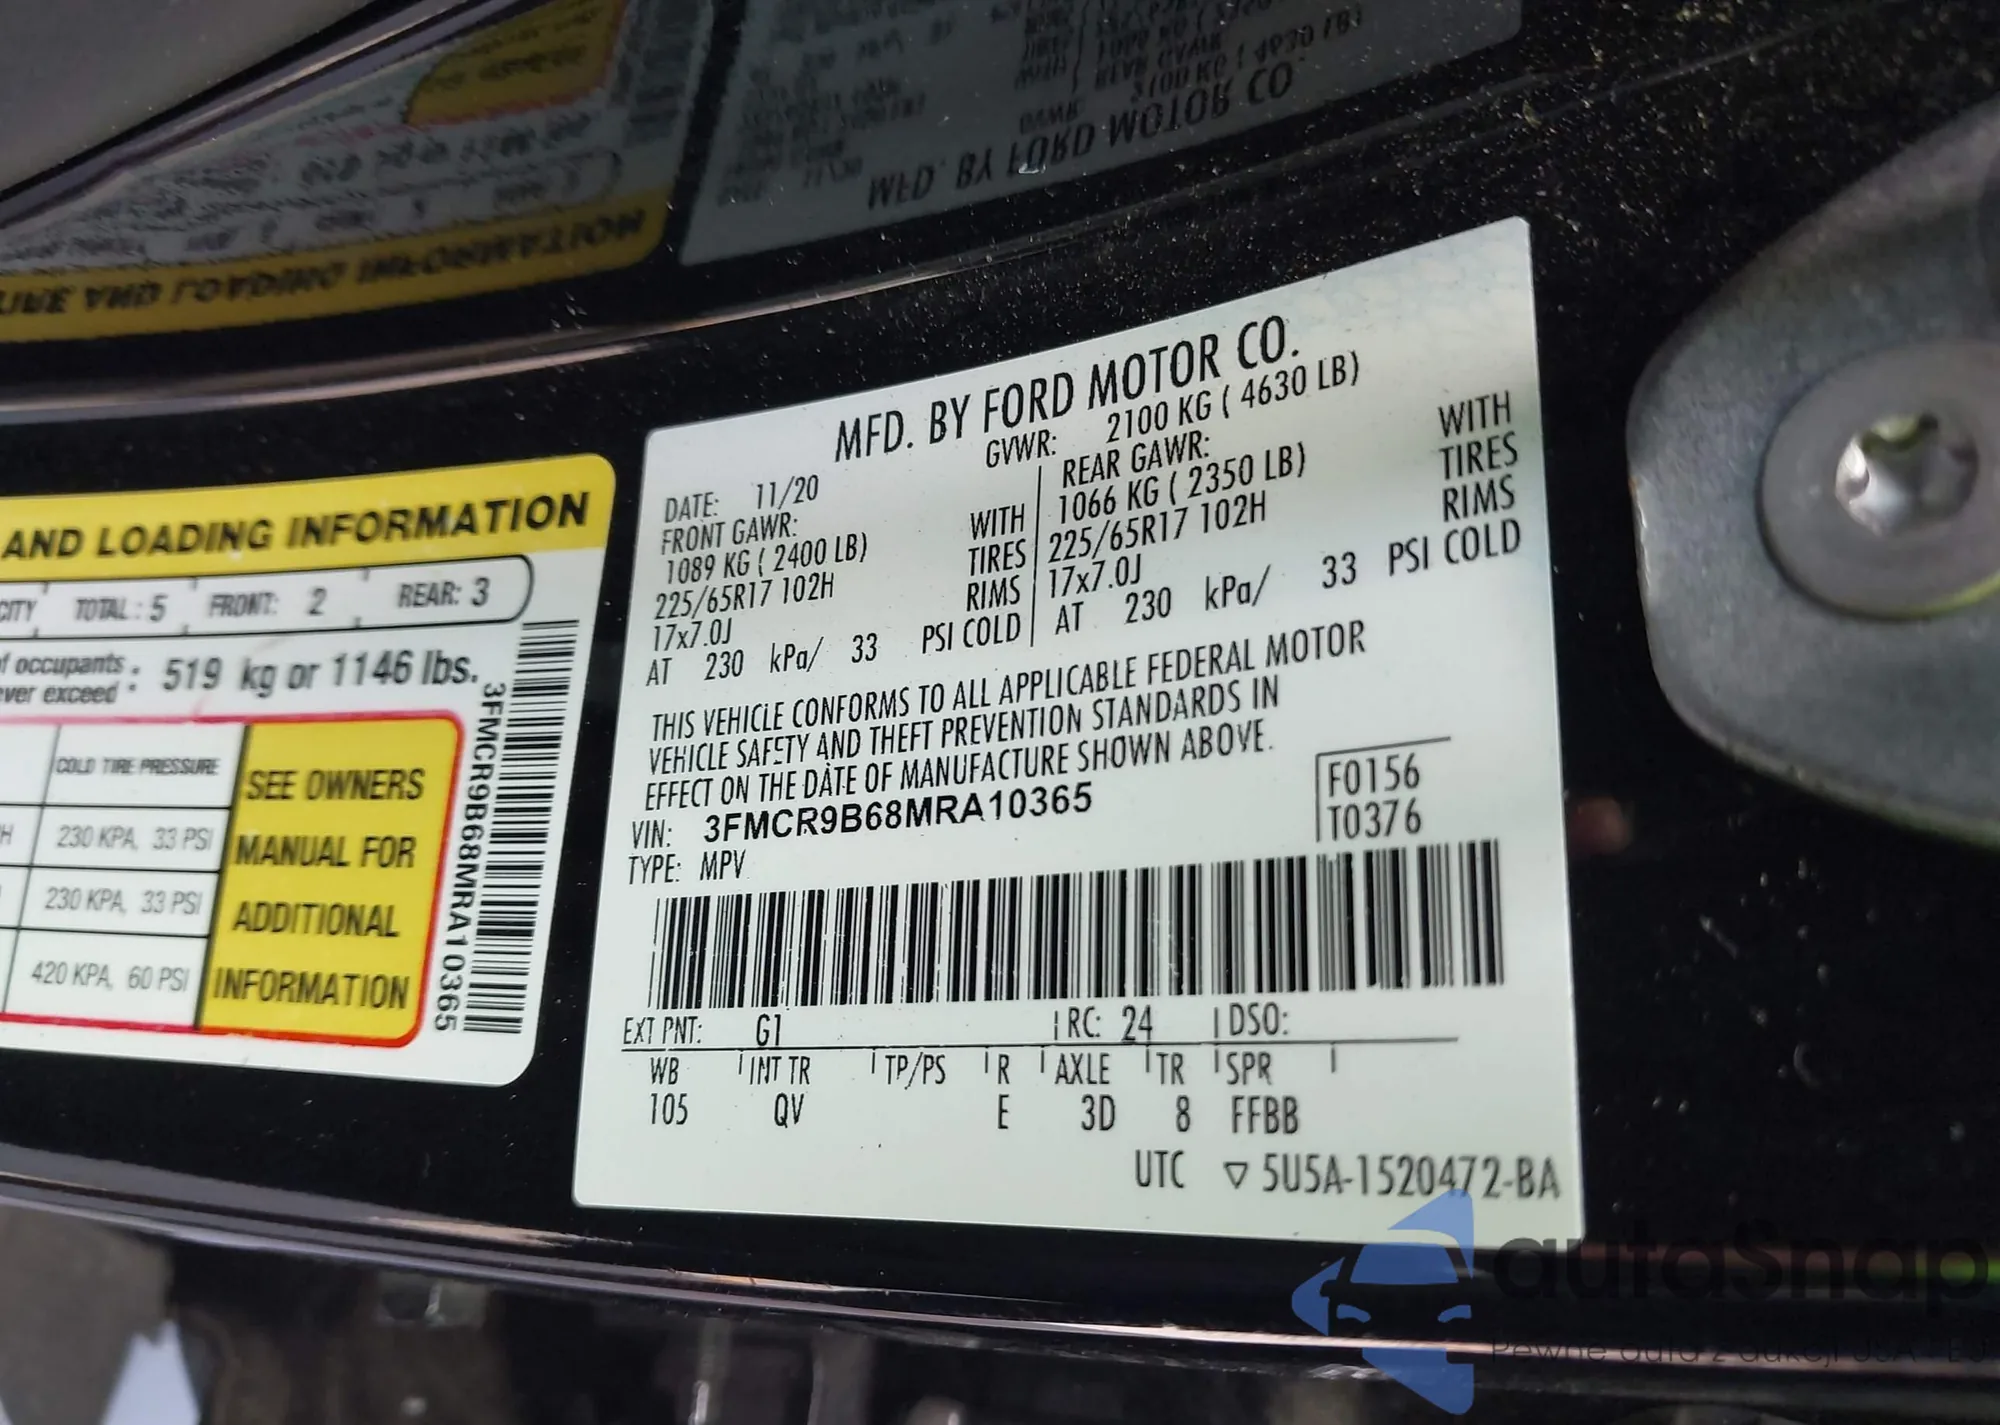 MFD. BY FORD MOTOR CO.
DATE: 11/20
GVWR: 2100 KG ( 4630 LB)
FRONT GAWR:
1089 KG ( 2400 LB)
WITH
225/65R17 102H
TIRES
17x7.0J
RIMS
AT 230 kPa/ 33 PSI COLD
REAR GAWR:
1066 KG ( 2350 LB)
WITH
225/65R17 102H
TIRES
17x7.0J
RIMS
AT 230 kPa/ 33 PSI COLD
THIS VEHICLE CONFORMS TO ALL APPLICABLE FEDERAL MOTOR
VEHICLE SAFETY AND THEFT PREVENTION STANDARDS IN
EFFECT ON THE DATE OF MANUFACTURE SHOWN ABOVE.
VIN: 3FMCR9B68MRA10365
TYPE: MPV
F0156
T0376
EXT PNT: G1 RC: 24 DSO:
WB INT TR TP/PS R AXLE TR SPR
105 QV E 3D 8 FFBB
UTC ▽ 5U5A-1520472-BA
AND LOADING INFORMATION
TOTAL : 5 FRONT: 2 REAR: 3
of occupants : 519 kg or 1146 lbs.
exceed :
COLD TIRE PRESSURE
230 KPA, 33 PSI
230 KPA, 33 PSI
420 KPA, 60 PSI
SEE OWNERS
MANUAL FOR
ADDITIONAL
INFORMATION
3FMCR9B68MRA10365
autaSnap
Pewne auta z aukcji USA